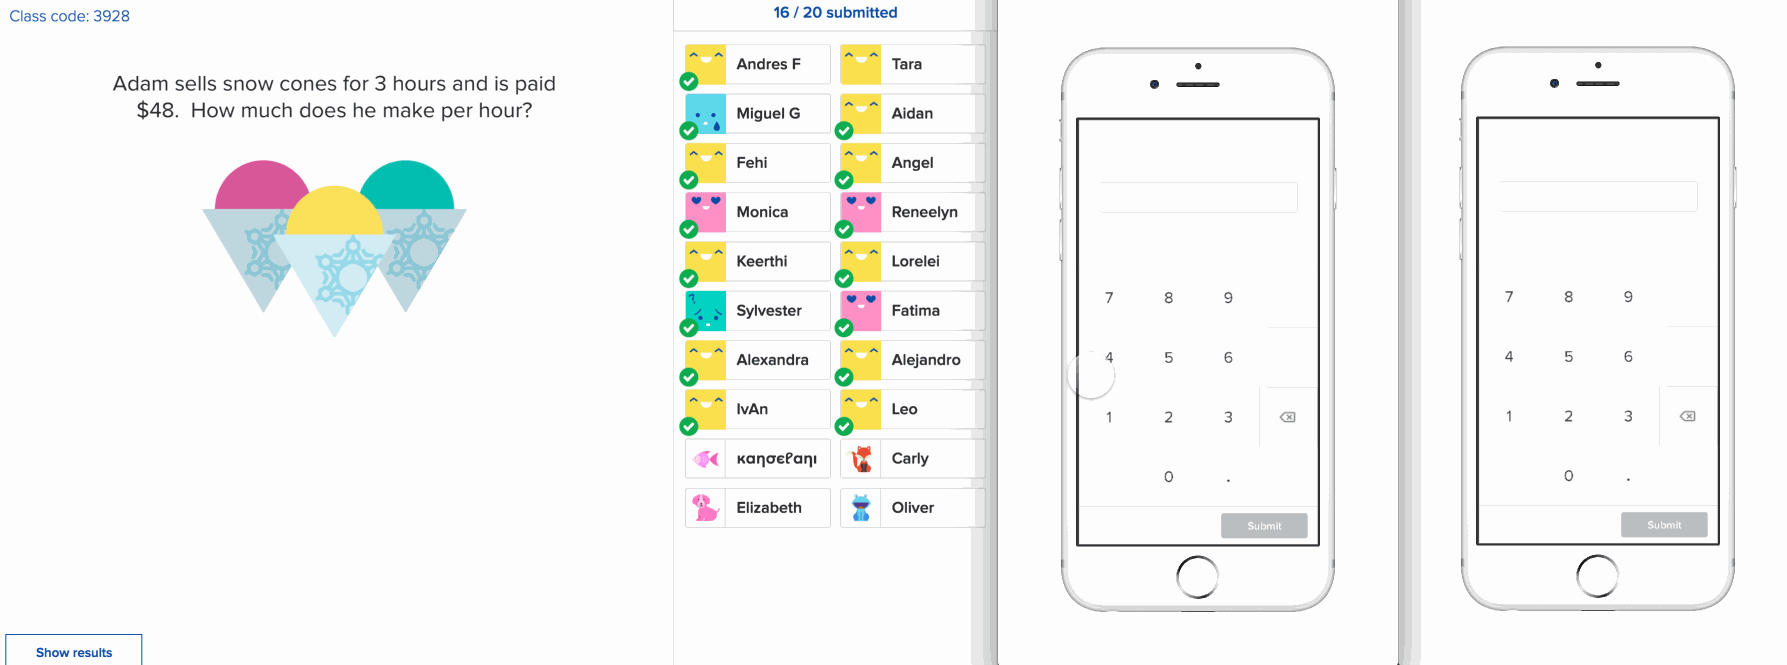 Class code: 3928
Adam sells snow cones for 3 hours and is paid
$48. How much does he make per hour?
Show results
16 / 20 submitted
Andres F
Tara
Miguel G
Aidan
Fehi
Angel
Monica
Reneelyn
Keerthi
Lorelei
Sylvester
Fatima
Alexandra
Alejandro
IvAn
Leo
кαησєℓαηι
Carly
Elizabeth
Oliver
7 8 9
4 5 6
1 2 3
0 .
Submit
7 8 9
4 5 6
1 2 3
0 .
Submit